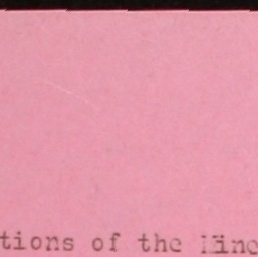 tions of the line